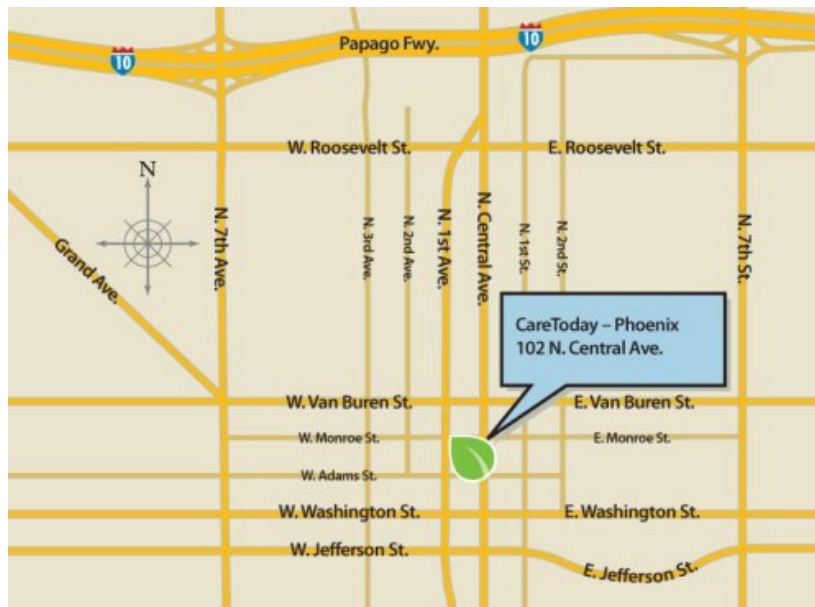 Papago Fwy.
10
10
W. Roosevelt St.
E. Roosevelt St.
N
Grand Ave.
N. 7th Ave.
N. 3rd Ave.
N. 2nd Ave.
N. 1st Ave.
N. Central Ave.
N. 1st St.
N. 2nd St.
N. 7th St.
CareToday – Phoenix
102 N. Central Ave.
W. Van Buren St.
E. Van Buren St.
W. Monroe St.
E. Monroe St.
W. Adams St.
W. Washington St.
E. Washington St.
W. Jefferson St.
E. Jefferson St.